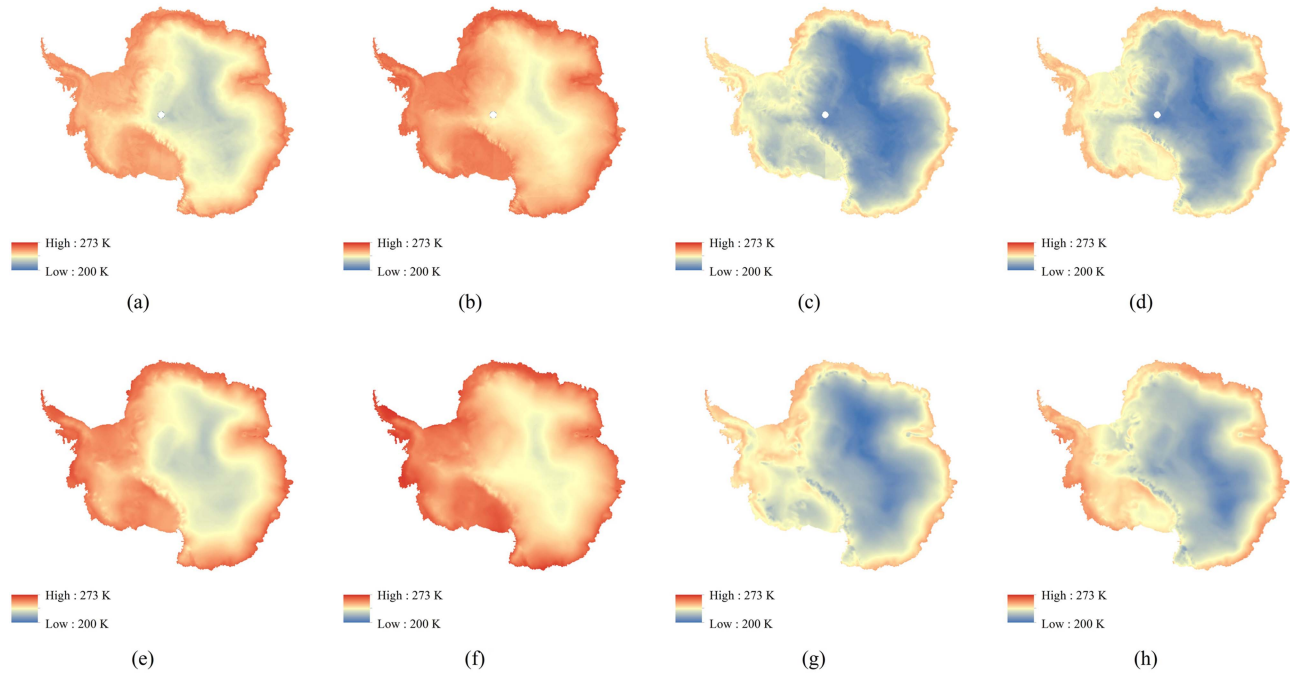 High : 273 K
Low : 200 K
(a)
High : 273 K
Low : 200 K
(b)
High : 273 K
Low : 200 K
(c)
High : 273 K
Low : 200 K
(d)
High : 273 K
Low : 200 K
(e)
High : 273 K
Low : 200 K
(f)
High : 273 K
Low : 200 K
(g)
High : 273 K
Low : 200 K
(h)